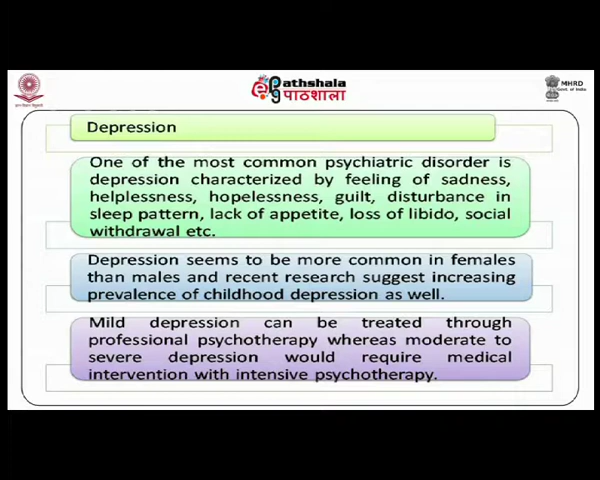 Pathshala
पाठशाला
MHRD
Govt. of India
Depression
One of the most common psychiatric disorder is
depression characterized by feeling of sadness,
helplessness, hopelessness, guilt, disturbance in
sleep pattern, lack of appetite, loss of libido, social
withdrawal etc.
Depression seems to be more common in females
than males and recent research suggest increasing
prevalence of childhood depression as well.
Mild depression can be treated through
professional psychotherapy whereas moderate to
severe depression would require medical
intervention with intensive psychotherapy.